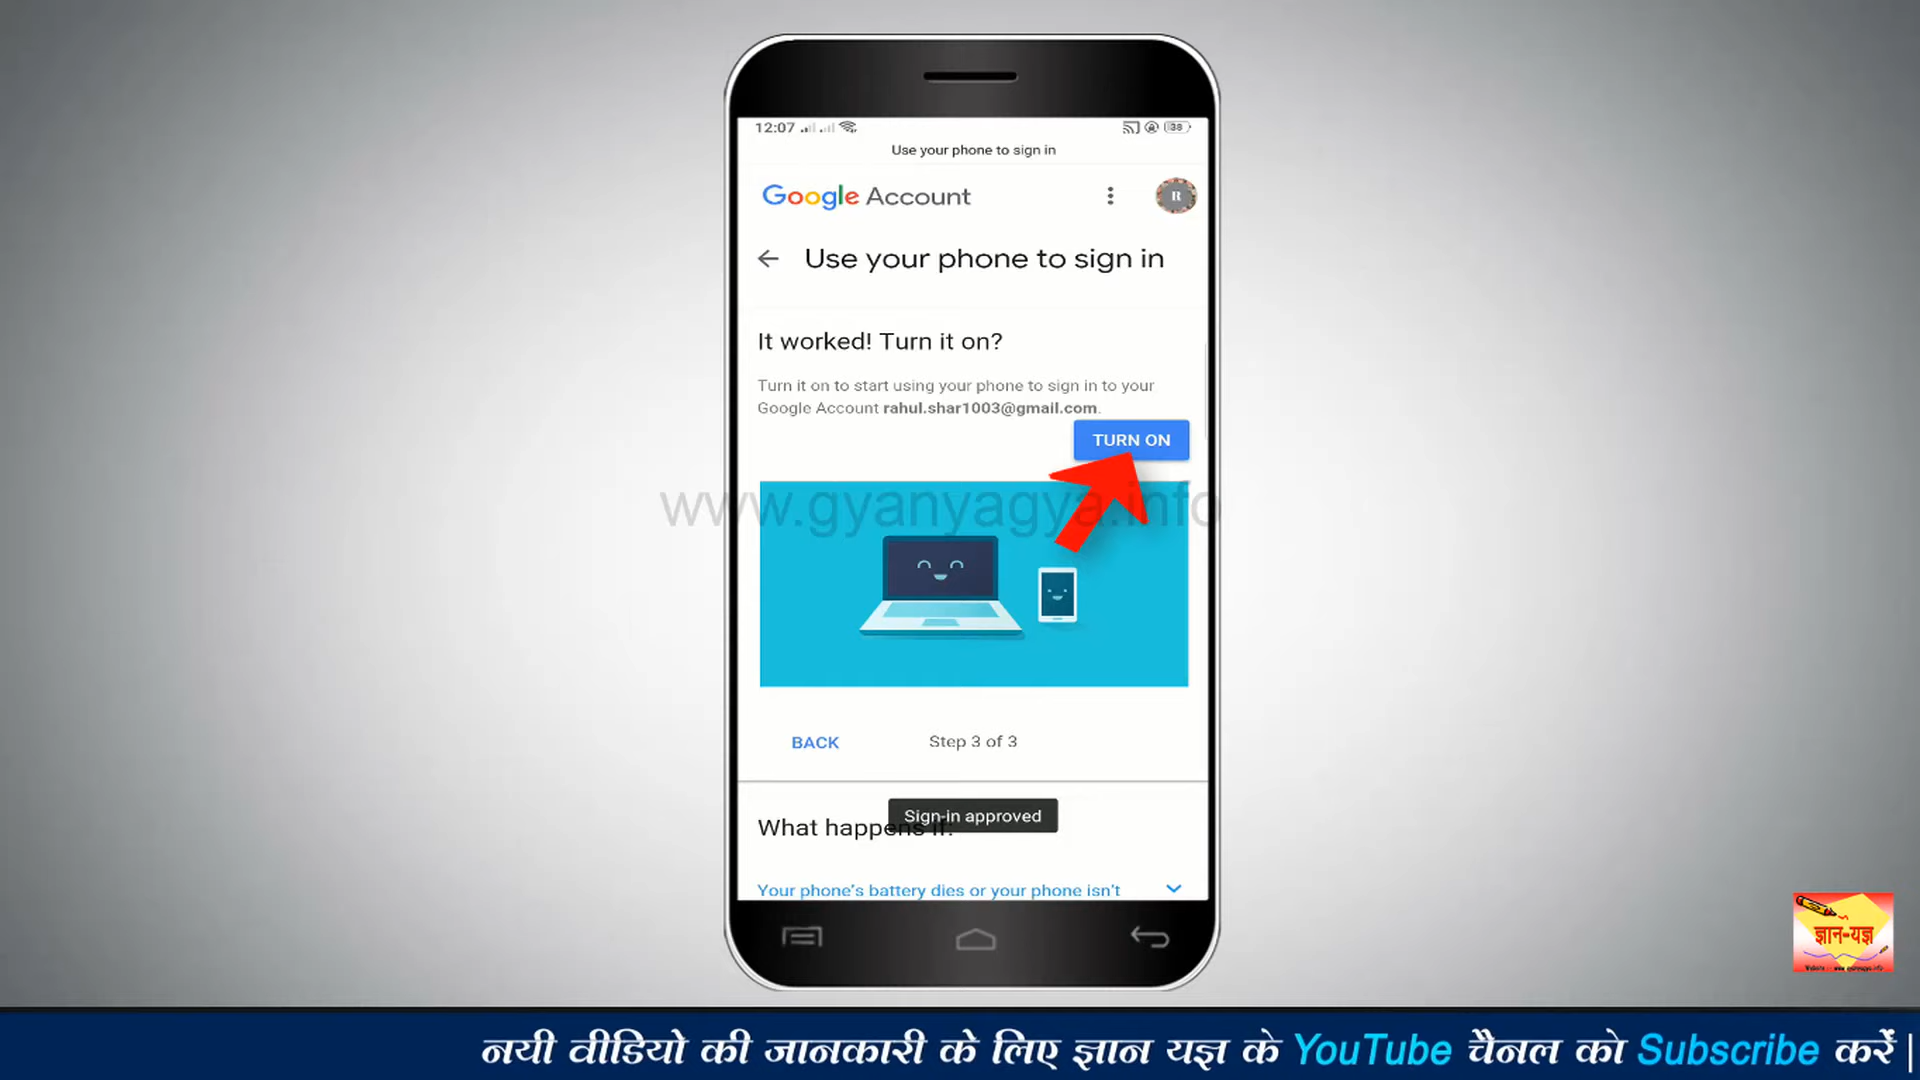 12:07
38
Use your phone to sign in
Google Account
R
Use your phone to sign in
It worked! Turn it on?
Turn it on to start using your phone to sign in to your
Google Account rahul.shar1003@gmail.com.
TURN ON
www.gyanyagya.info
BACK
Step 3 of 3
Sign-in approved
What happens if:
Your phone's battery dies or your phone isn't
ज्ञान-यज्ञ
नयी वीडियो की जानकारी के लिए ज्ञान यज्ञ के YouTube चैनल को Subscribe करें |